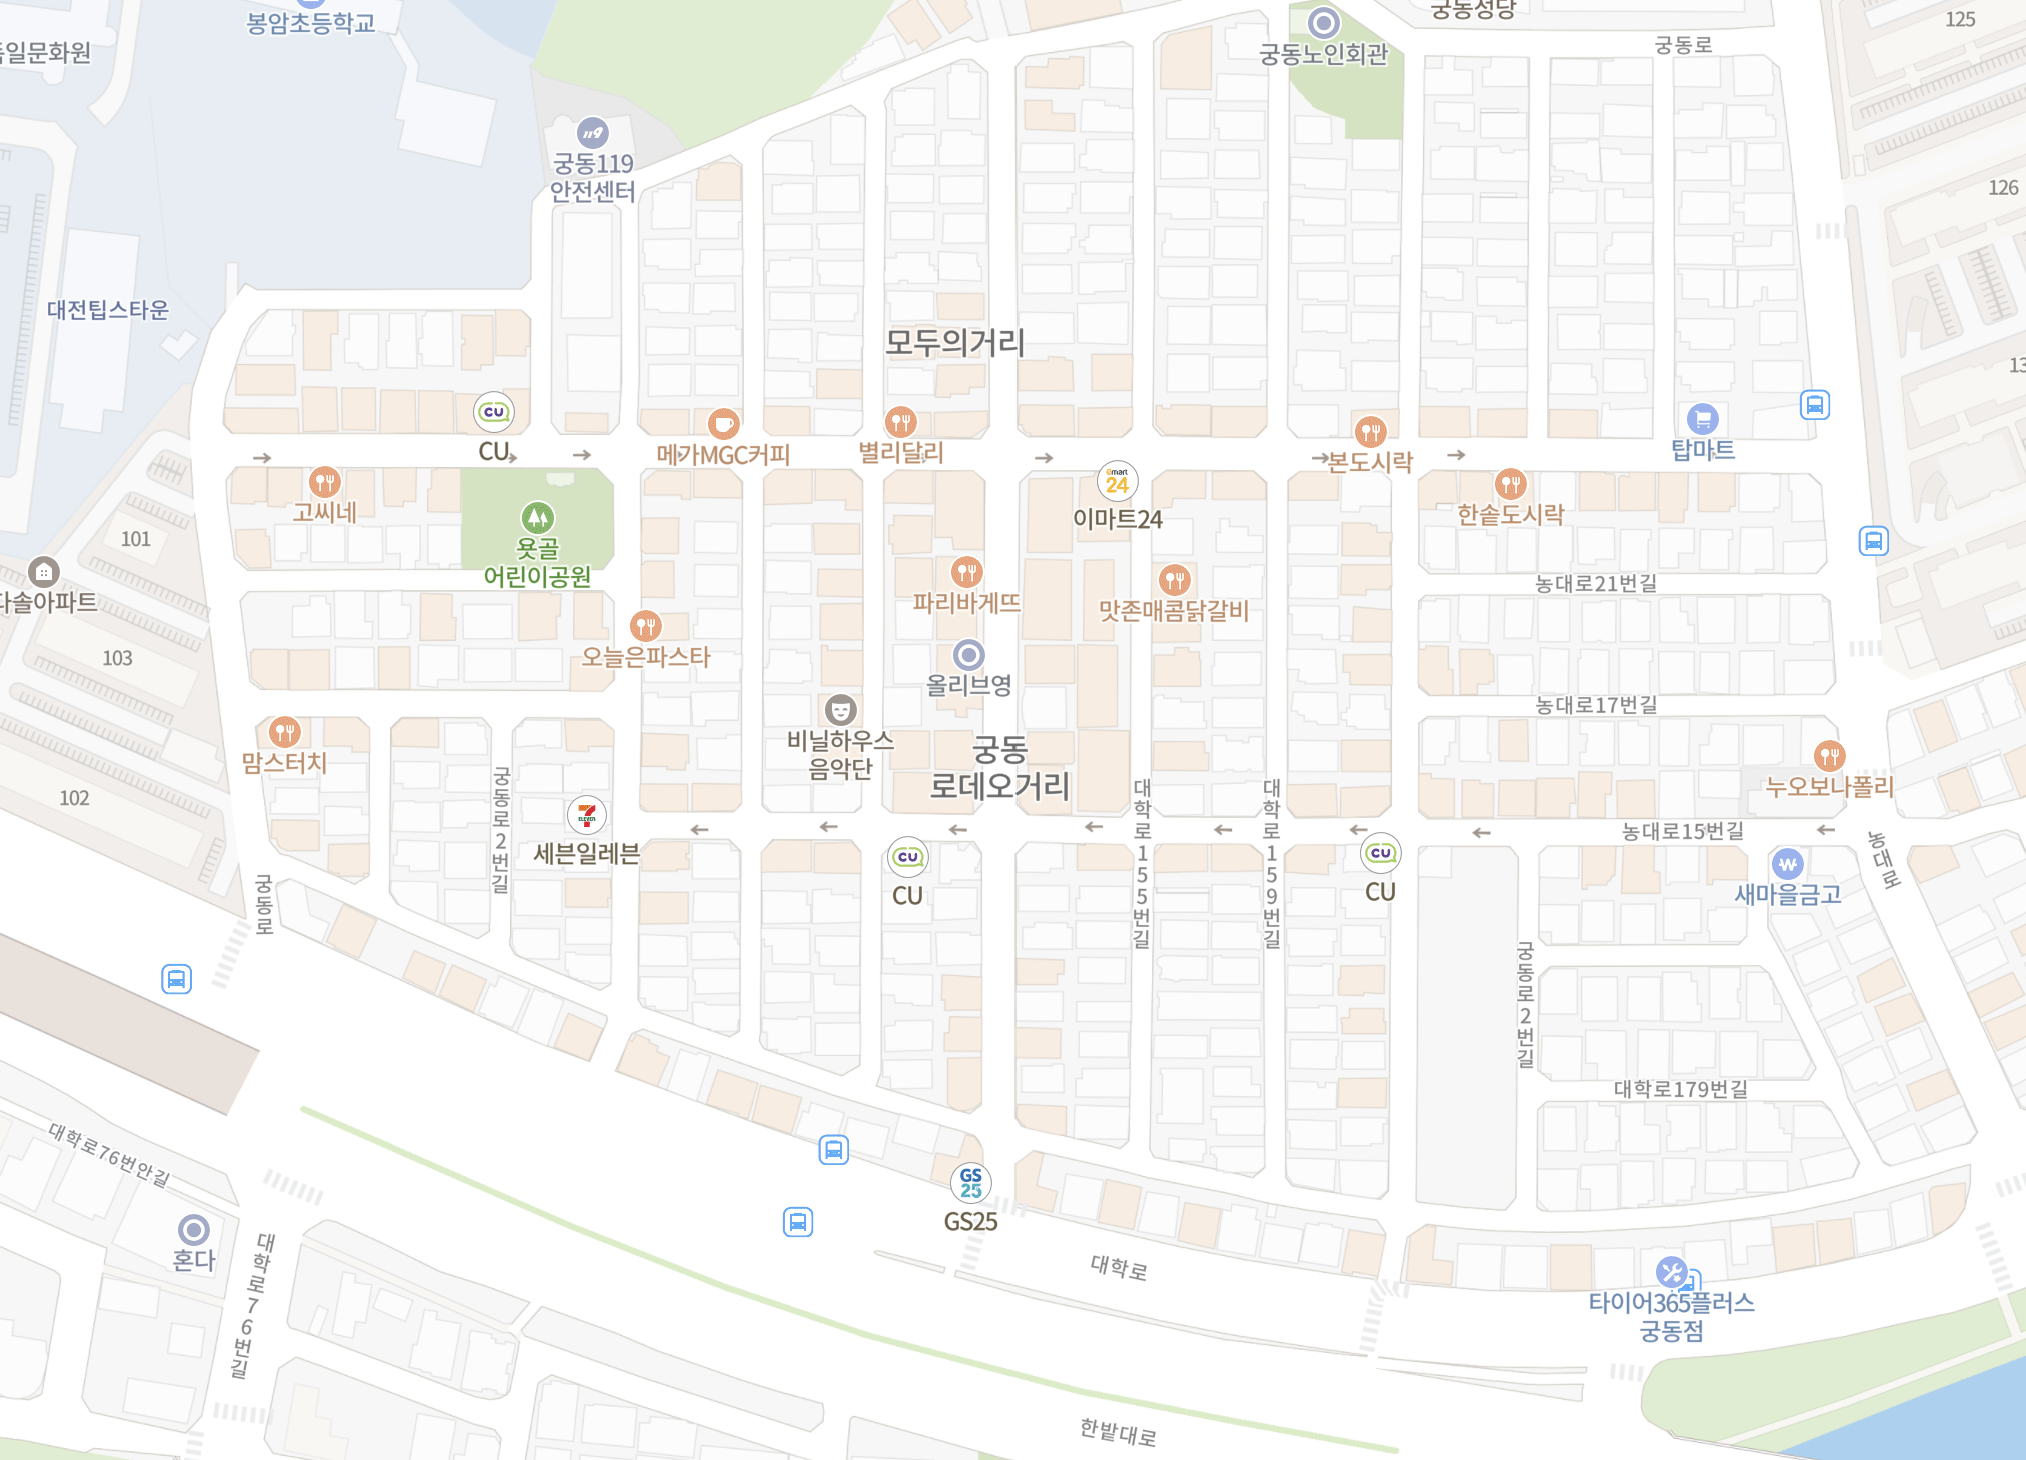 궁동성당
125
봉암초등학교
궁동로
궁동노인회관
독일문화원
119
궁동119
안전센터
126
대전팁스타운
모두의거리
CU
CU
메가MGC커피
별리달리
본도시락
탑마트
고씨네
emart
24
이마트24
한솥도시락
101
욧골
어린이공원
다솔아파트
파리바게뜨
맛존매콤닭갈비
농대로21번길
103
오늘은파스타
올리브영
농대로17번길
비닐하우스
음악단
맘스터치
궁동
로데오거리
누오보나폴리
102
궁동로2번길
7
ELEVEN
세븐일레븐
대학로155번길
대학로159번길
농대로15번길
농대로
CU
CU
CU
CU
새마을금고
궁동로
궁동로2번길
대학로179번길
대학로76번안길
GS
25
GS25
혼다
대학로76번길
대학로
타이어365플러스
궁동점
한밭대로